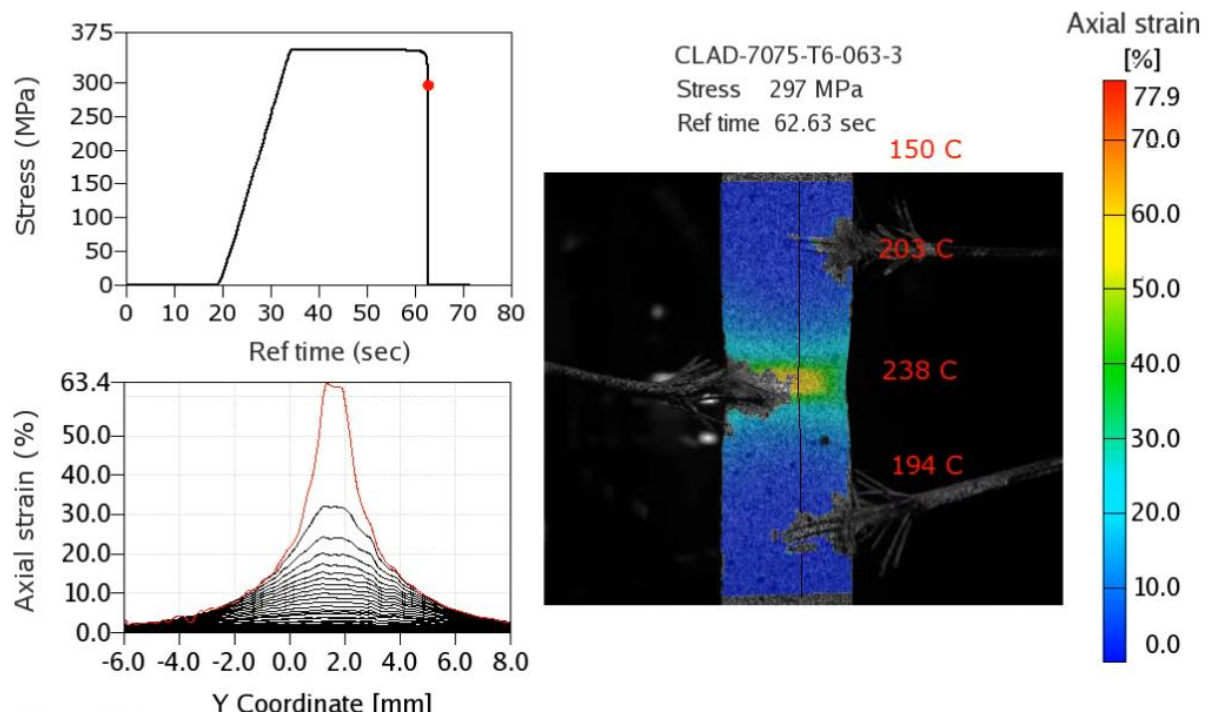 375
300
250
200
150
100
50
0
Stress (MPa)
0 10 20 30 40 50 60 70 80
Ref time (sec)
63.4
50.0
40.0
30.0
20.0
10.0
0.0
Axial strain (%)
-6.0 -4.0 -2.0 0.0 2.0 4.0 6.0 8.0
Y Coordinate [mm]
CLAD-7075-T6-063-3
Stress 297 MPa
Ref time 62.63 sec
150 C
203 C
238 C
194 C
Axial strain
[%]
77.9
70.0
60.0
50.0
40.0
30.0
20.0
10.0
0.0